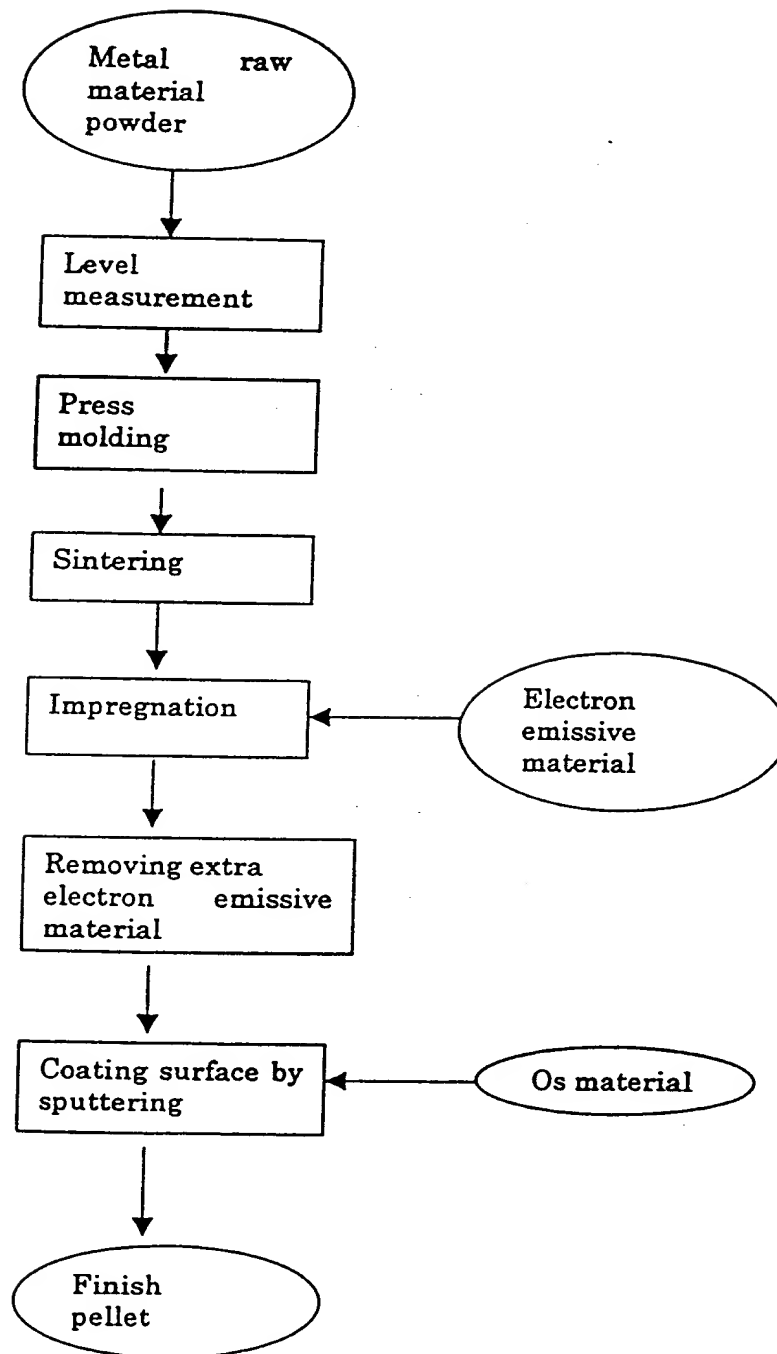 Metal raw
material
powder
Level
measurement
Press
molding
Sintering
Impregnation
Electron
emissive
material
Removing extra
electron emissive
material
Coating surface by
sputtering
Os material
Finish
pellet